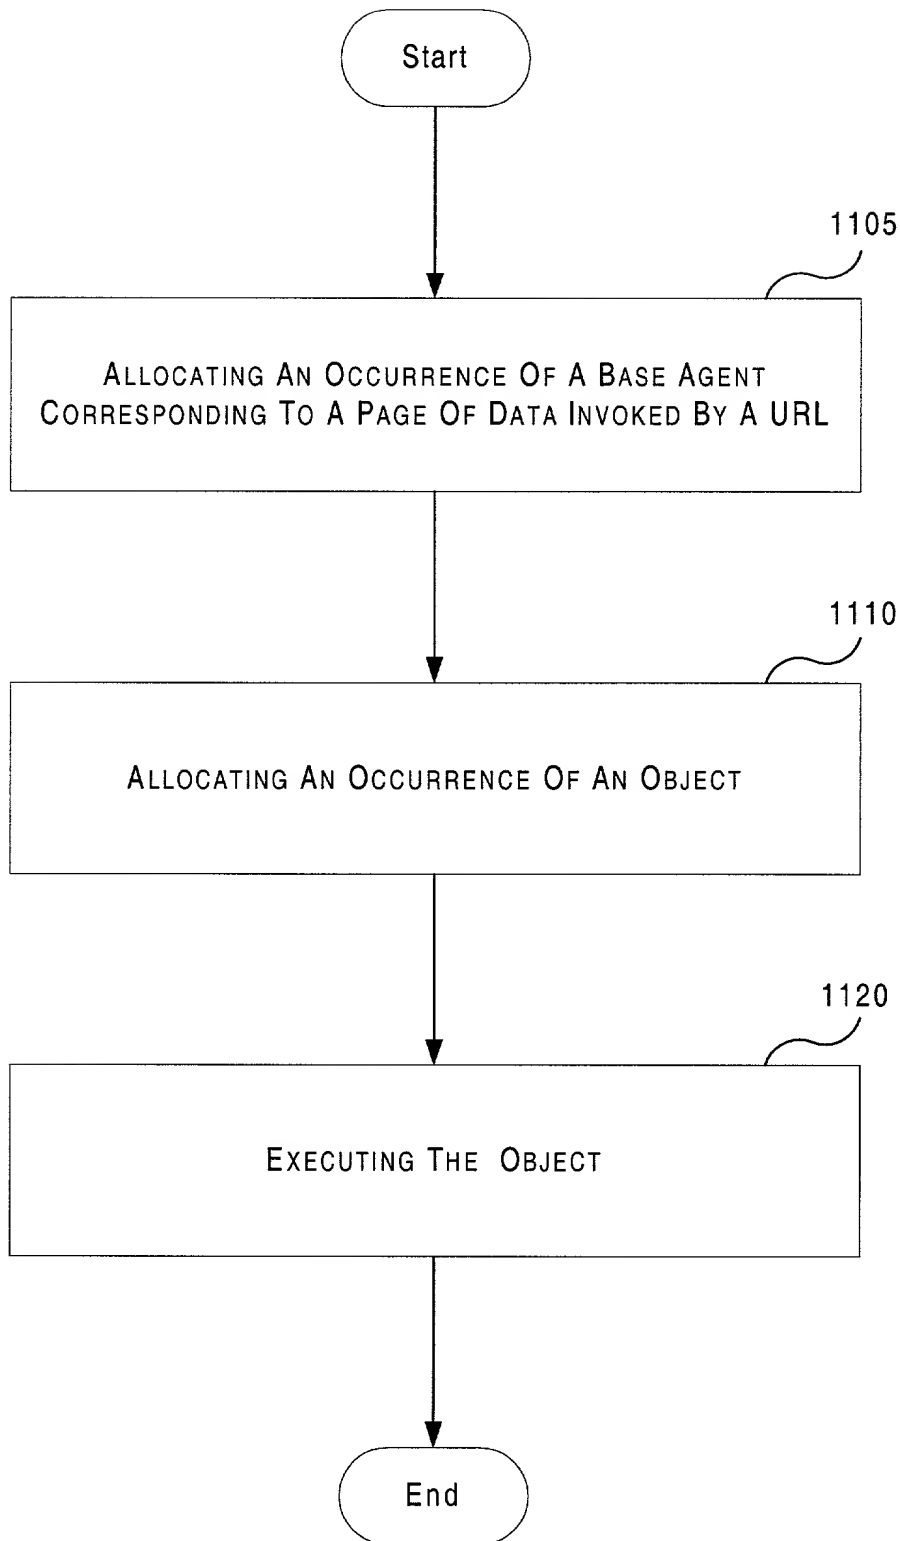 Start
1105
ALLOCATING AN OCCURRENCE OF A BASE AGENT
CORRESPONDING TO A PAGE OF DATA INVOKED BY A URL
1110
ALLOCATING AN OCCURRENCE OF AN OBJECT
1120
EXECUTING THE OBJECT
End